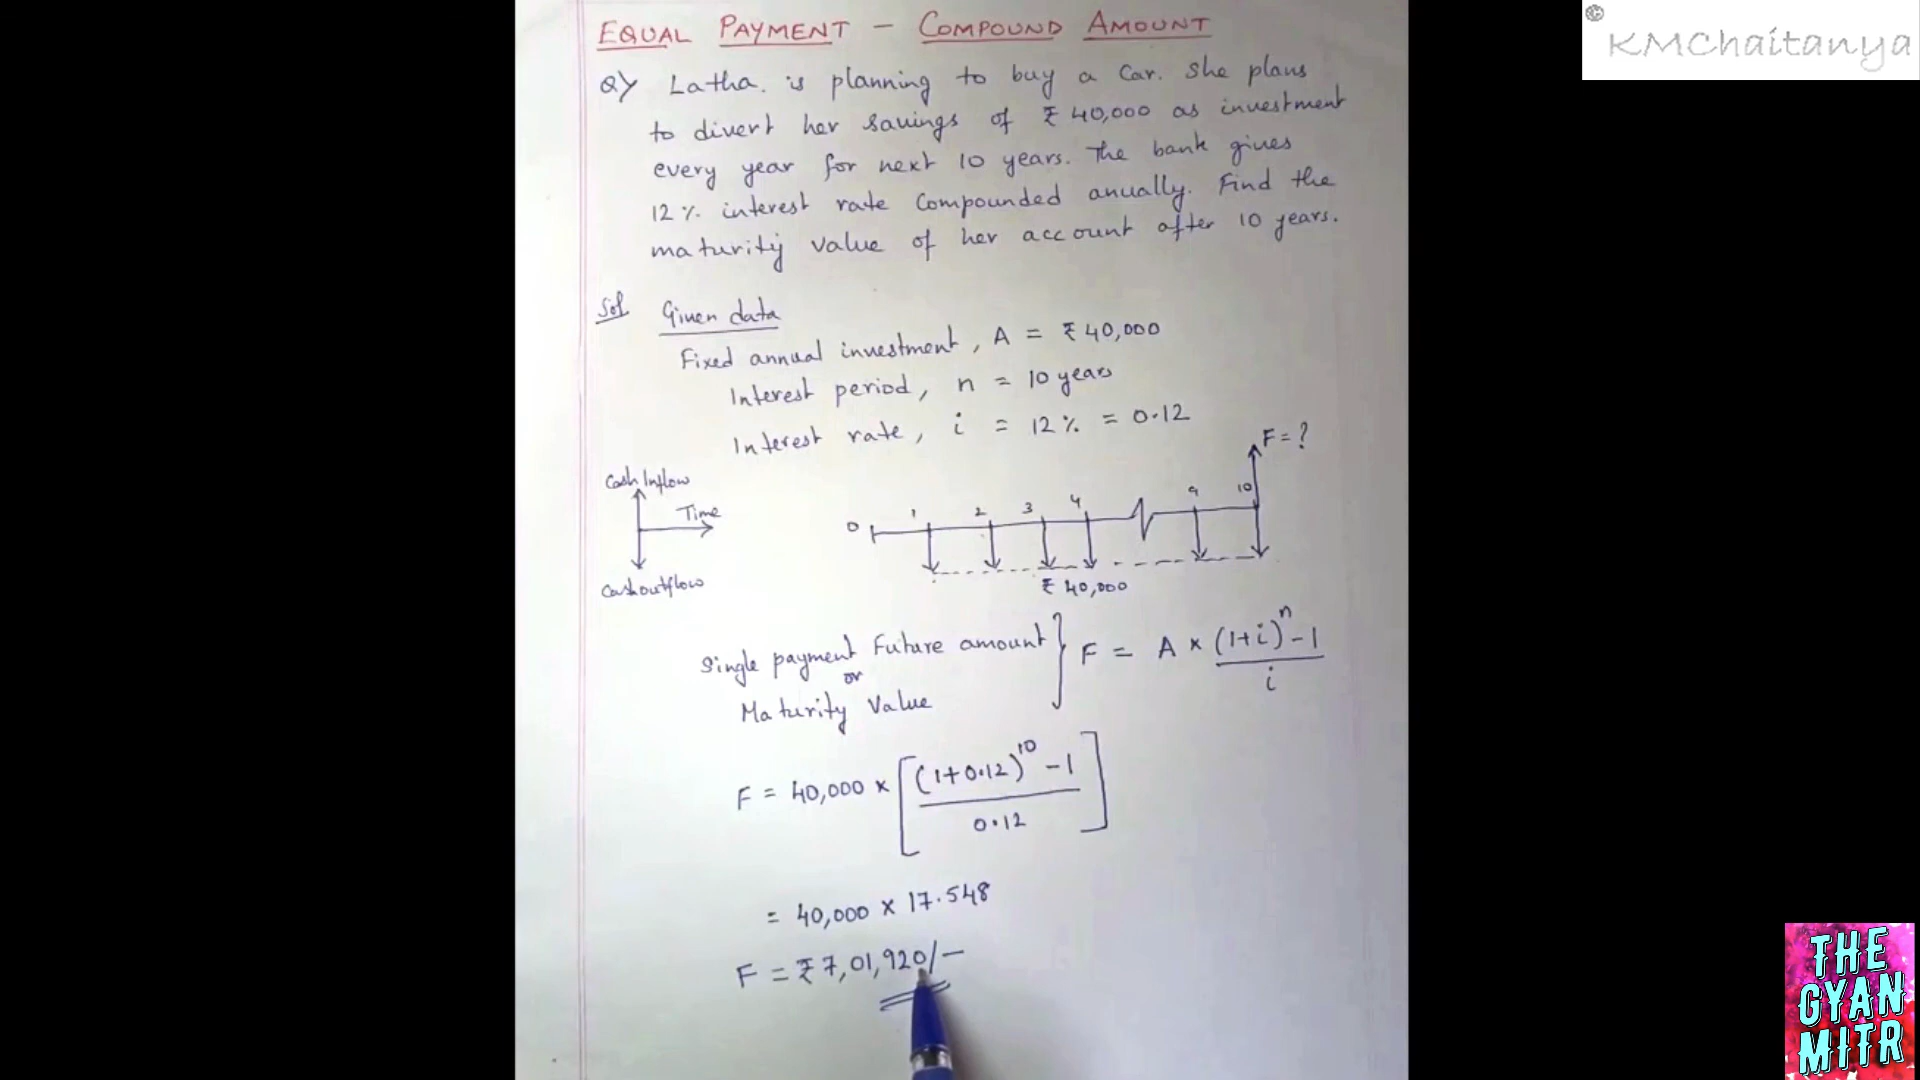 EQUAL PAYMENT - COMPOUND AMOUNT
Q) Latha. is planning to buy a car. She plans
to divert her savings of ₹ 40,000 as investment
every year for next 10 years. The bank gives
12 % interest rate compounded anually. Find the
maturity value of her account after 10 years.
Sol Given data
Fixed annual investment, A = ₹ 40,000
Interest period, n = 10 years
Interest rate, i = 12 % = 0.12
F = ?
Cash Inflow
Time
Cash outflow
0 1 2 3 4 9 10
₹ 40,000
Single payment Future amount
or
Maturity Value
F = A × (1+i)^n - 1 / i
F = 40,000 × [(1+0.12)^10 - 1 / 0.12]
= 40,000 × 17.548
F = ₹ 7,01,920/-
© KMChaitanya
THE
GYAN
MITR